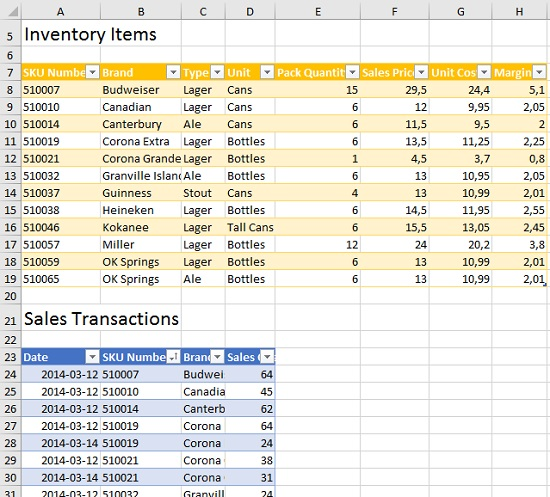 A B C D E F G H
5 Inventory Items
6
7 SKU Numbe Brand Type Unit Pack Quantit Sales Pric Unit Cos Margin
8 510007 Budweiser Lager Cans 15 29,5 24,4 5,1
9 510010 Canadian Lager Cans 6 12 9,95 2,05
10 510014 Canterbury Ale Cans 6 11,5 9,5 2
11 510019 Corona Extra Lager Bottles 6 13,5 11,25 2,25
12 510021 Corona Grande Lager Bottles 1 4,5 3,7 0,8
13 510032 Granville Islan Ale Bottles 6 13 10,95 2,05
14 510037 Guinness Stout Cans 4 13 10,99 2,01
15 510038 Heineken Lager Bottles 6 14,5 11,95 2,55
16 510046 Kokanee Lager Tall Cans 6 15,5 13,05 2,45
17 510057 Miller Lager Bottles 12 24 20,2 3,8
18 510059 OK Springs Lager Bottles 6 13 10,99 2,01
19 510065 OK Springs Ale Bottles 6 13 10,99 2,01
20
21 Sales Transactions
22
23 Date SKU Numbe Bran Sales
24 2014-03-12 510007 Budwei 64
25 2014-03-12 510010 Canadia 45
26 2014-03-12 510014 Canterb 62
27 2014-03-12 510019 Corona 64
28 2014-03-14 510019 Corona 24
29 2014-03-12 510021 Corona 38
30 2014-03-14 510021 Corona 31
31 2014-03-12 510032 Granvill 24